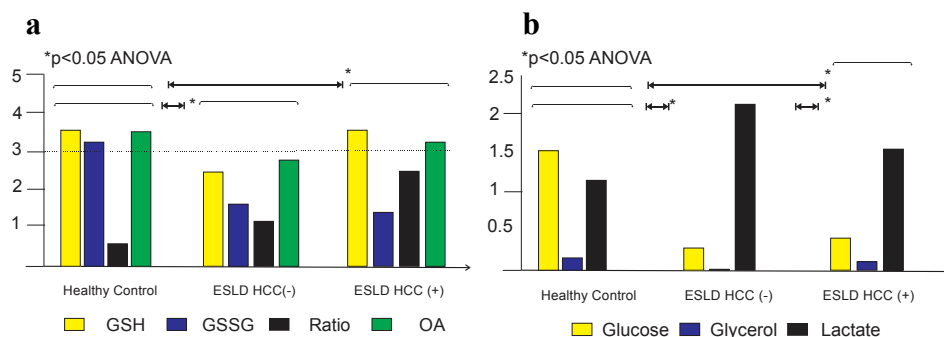 a
*p<0.05 ANOVA
5
4
3
2
1
*
*
Healthy Control
ESLD HCC(-)
ESLD HCC (+)
GSH
GSSG
Ratio
OA
b
*p<0.05 ANOVA
2.5
2
1.5
1
0.5
*
*
*
Healthy Control
ESLD HCC (-)
ESLD HCC (+)
Glucose
Glycerol
Lactate